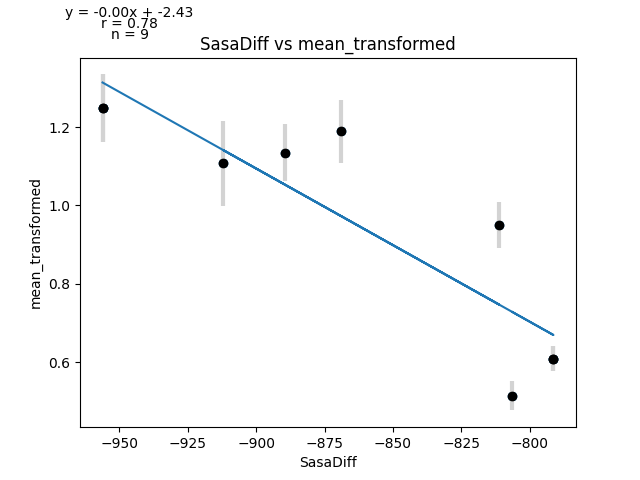 y = -0.00x + -2.43
r = 0.78
n = 9
SasaDiff vs mean_transformed
mean_transformed
1.2
1.0
0.8
0.6
−950
−925
−900
−875
−850
−825
−800
SasaDiff